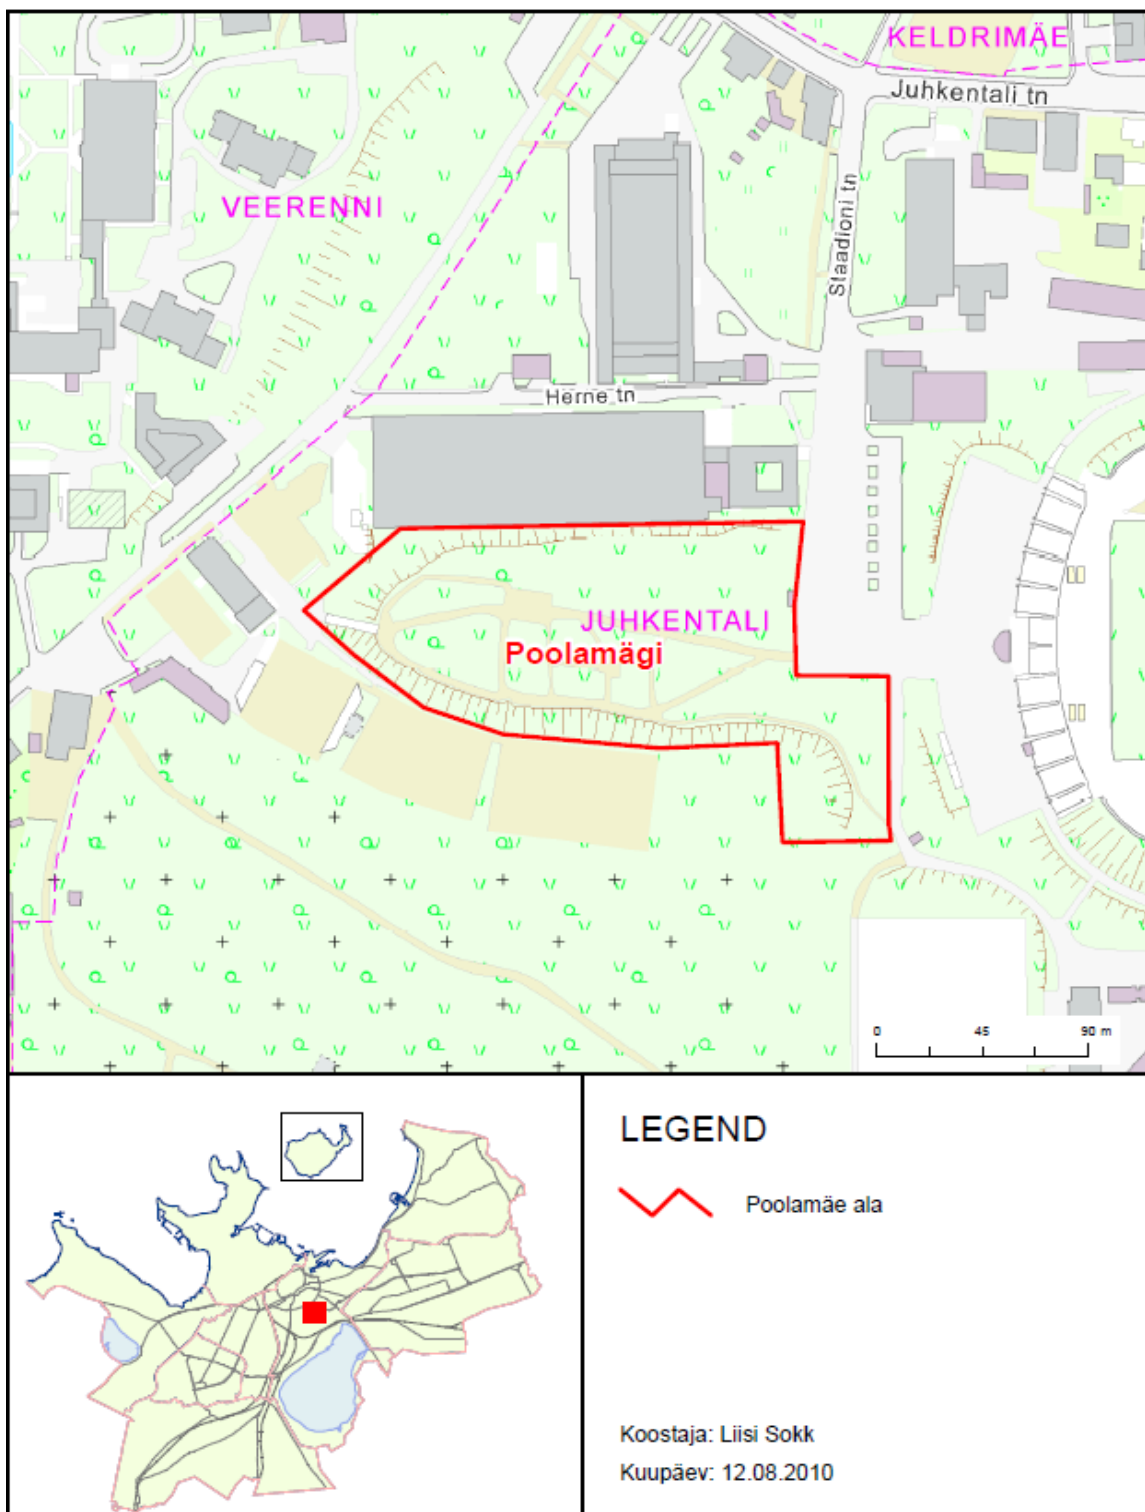 KELDRIMÄE
Juhkentali tn
VEERENNI
Staadioni tn
Herne tn
JUHKENTALI
Poolamägi
0 45 90 m
LEGEND
Poolamäe ala
Koostaja: Liisi Sokk
Kuupäev: 12.08.2010